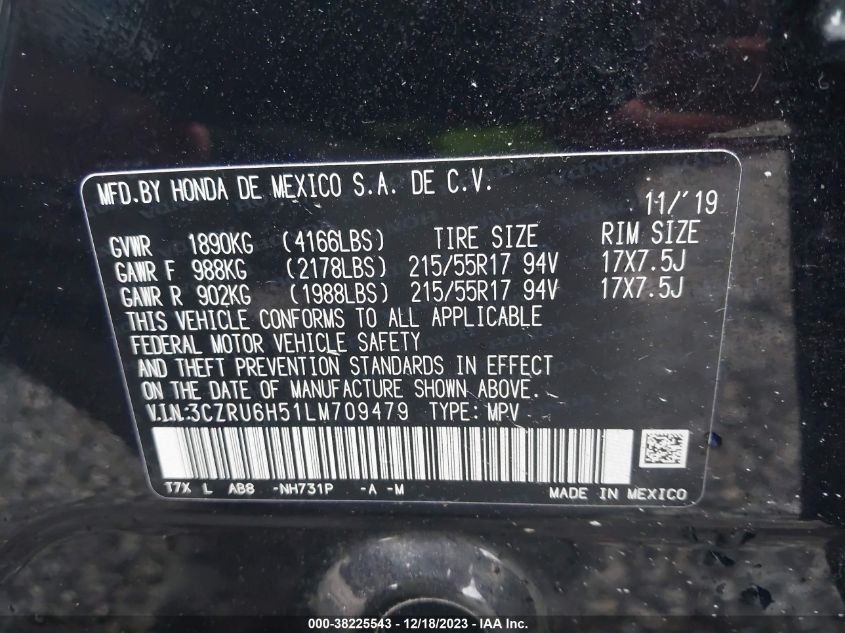 MFD.BY HONDA DE MEXICO S.A. DE C.V.
11/'19
GVWR 1890KG (4166LBS) TIRE SIZE RIM SIZE
GAWR F 988KG (2178LBS) 215/55R17 94V 17X7.5J
GAWR R 902KG (1988LBS) 215/55R17 94V 17X7.5J
THIS VEHICLE CONFORMS TO ALL APPLICABLE
FEDERAL MOTOR VEHICLE SAFETY
AND THEFT PREVENTION STANDARDS IN EFFECT
ON THE DATE OF MANUFACTURE SHOWN ABOVE.
V.I.N.:3CZRU6H51LM709479 TYPE: MPV
T7X L AB8 -NH731P -A -M MADE IN MEXICO
000-38225543 - 12/18/2023 - IAA Inc.